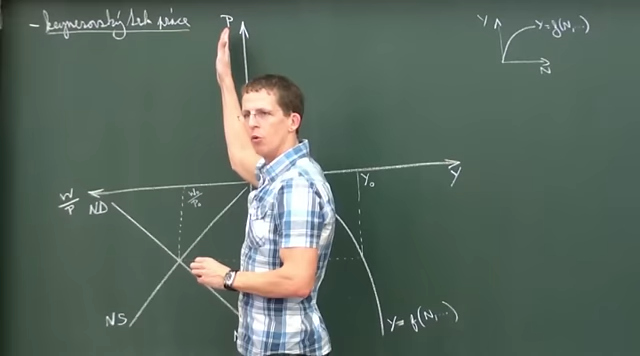 - keynesovský trh práce
P
Y
Y=f(N,...)
N
W/P
ND
W₀/P₀
Y₀
Y
NS
N
Y=f(N,...)